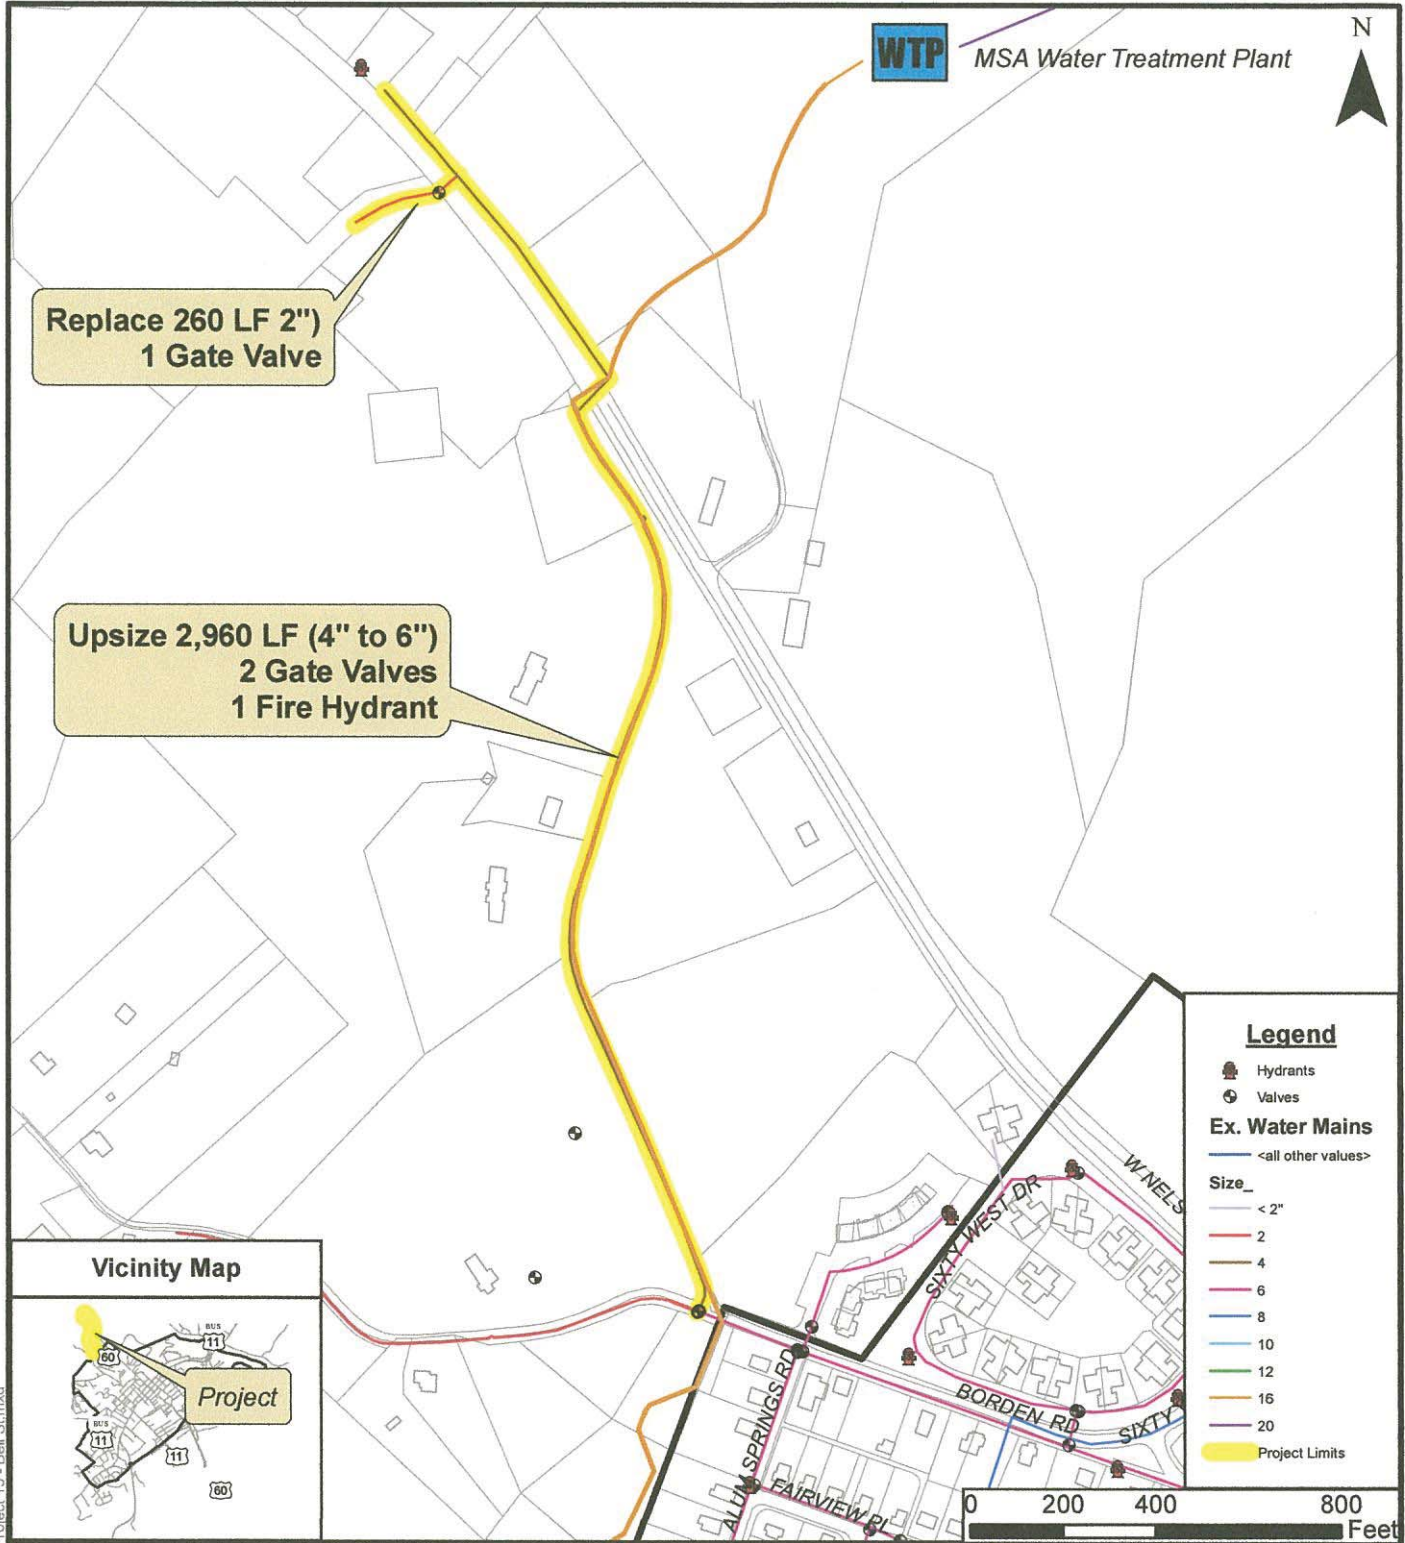 WTP
MSA Water Treatment Plant
N
Replace 260 LF 2")
1 Gate Valve
Upsize 2,960 LF (4" to 6")
2 Gate Valves
1 Fire Hydrant
W NELS
SIXTY WEST DR
BORDEN RD
SIXTY
ALUM SPRINGS RD
FAIRVIEW PL
Legend
Hydrants
Valves
Ex. Water Mains
<all other values>
Size_
< 2"
2
4
6
8
10
12
16
20
Project Limits
0 200 400 800
Feet
Vicinity Map
BUS
11
60
Project
BUS
11
11
60